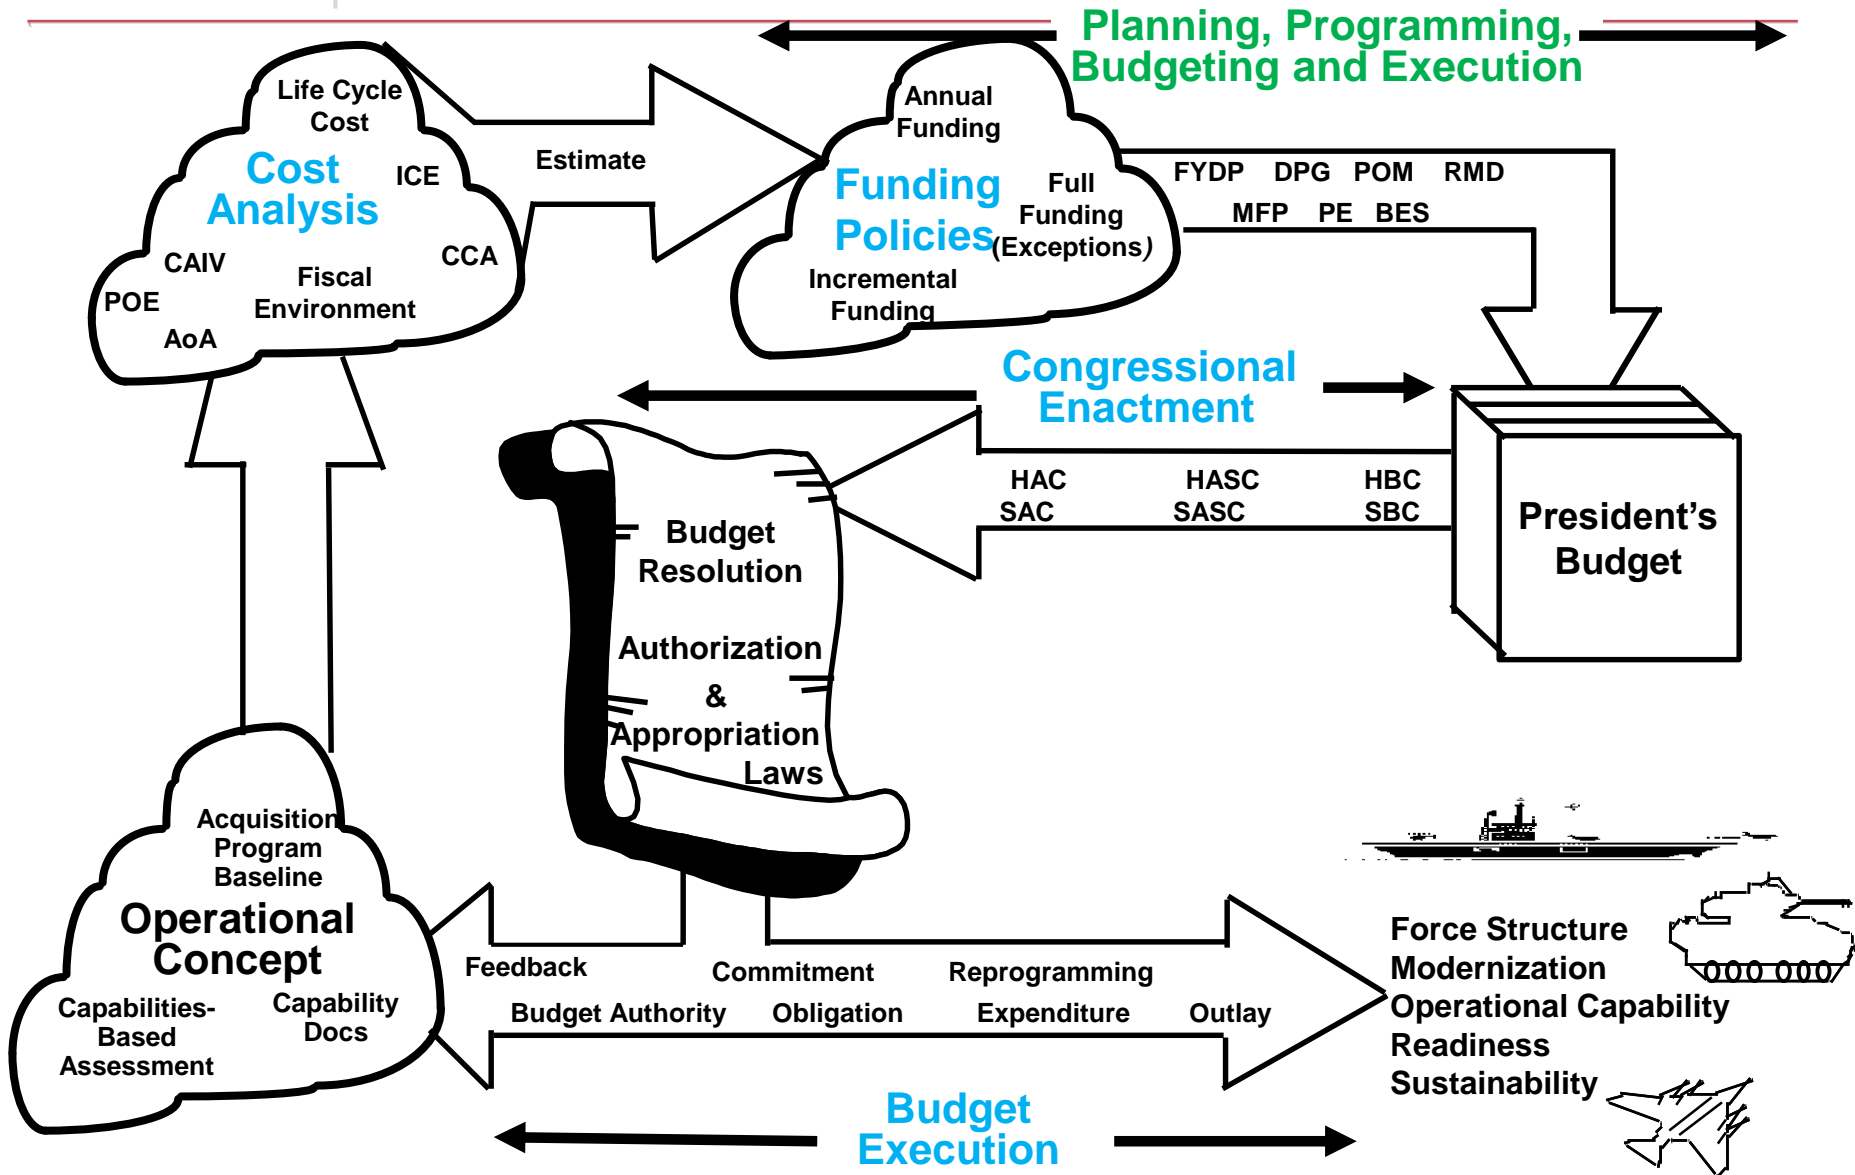 Planning, Programming,
Budgeting and Execution
Life Cycle
Cost
Cost
Analysis
ICE
CAIV
CCA
POE
Fiscal
Environment
AoA
Estimate
Annual
Funding
Funding
Policies
Full
Funding
(Exceptions)
Incremental
Funding
FYDP DPG POM RMD
MFP PE BES
Congressional
Enactment
HAC HASC HBC
SAC SASC SBC
President’s
Budget
Budget
Resolution
Authorization
&
Appropriation
Laws
Acquisition
Program
Baseline
Operational
Concept
Capabilities-
Based
Assessment
Capability
Docs
Feedback Commitment Reprogramming
Budget Authority Obligation Expenditure Outlay
Force Structure
Modernization
Operational Capability
Readiness
Sustainability
Budget
Execution